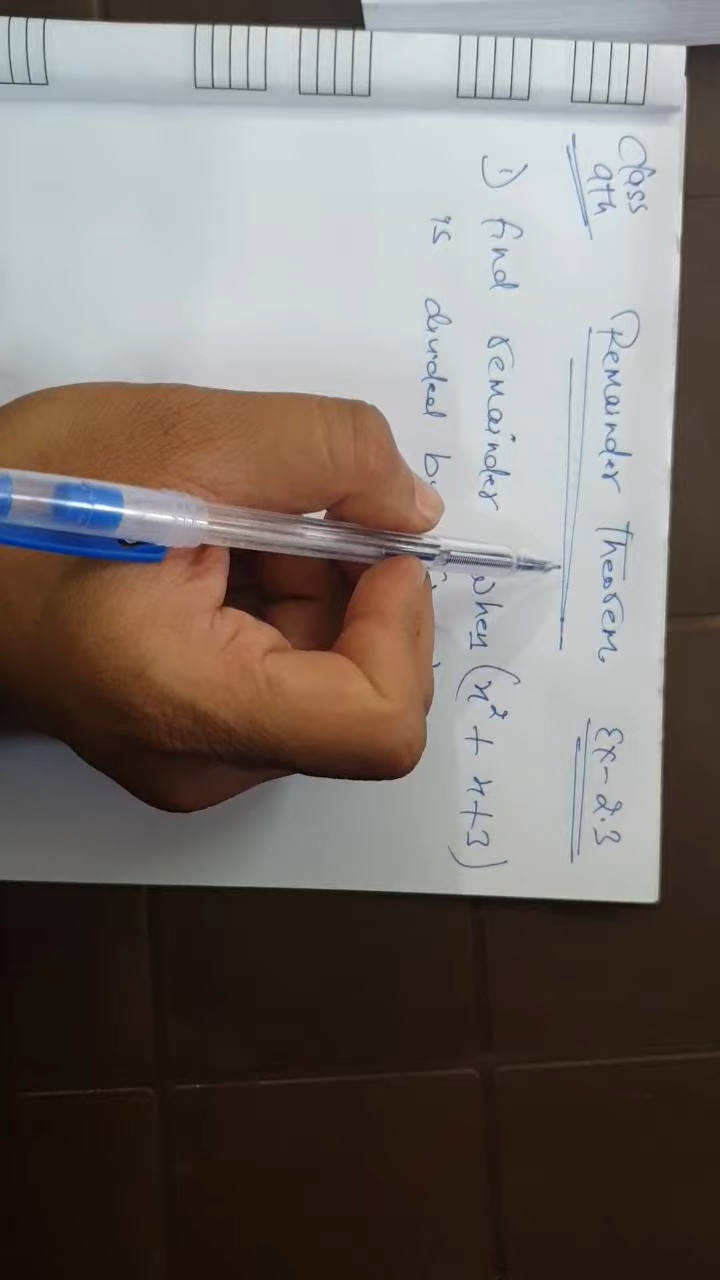 Class 9th Remainder Theorem Ex-2.3
1) find remainder when (x² + x + 3)
is divided by